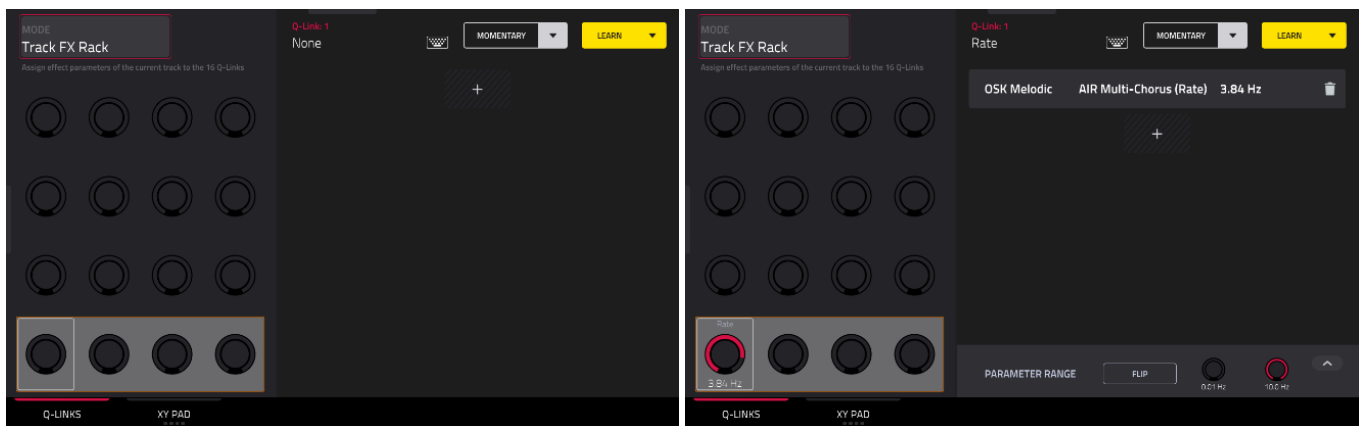 MODE
Track FX Rack
Assign effect parameters of the current track to the 16 Q-Links
Q-Link: 1
None
MOMENTARY
LEARN
+
Q-LINKS
XY PAD
MODE
Track FX Rack
Assign effect parameters of the current track to the 16 Q-Links
Q-Link: 1
Rate
MOMENTARY
LEARN
OSK Melodic AIR Multi-Chorus (Rate) 3.84 Hz
+
Rate
3.84 Hz
PARAMETER RANGE
FLIP
0.01 Hz
10.0 Hz
Q-LINKS
XY PAD